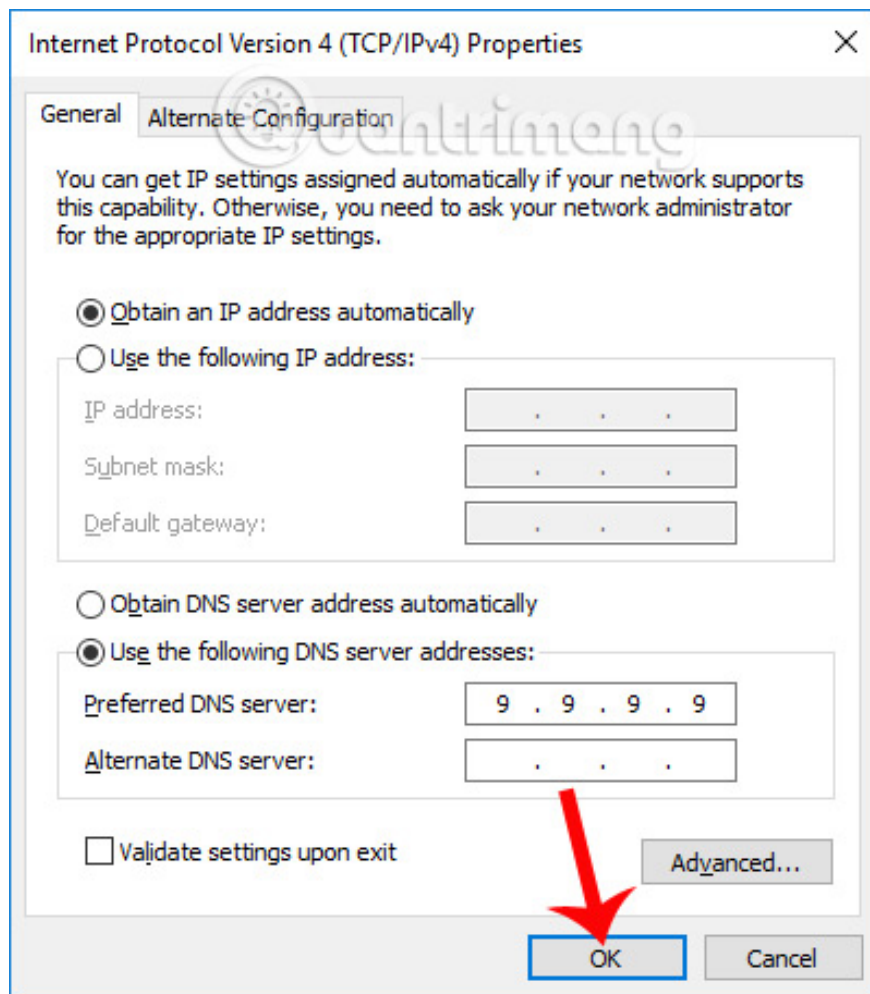 Internet Protocol Version 4 (TCP/IPv4) Properties
General
Alternate Configuration
Quantrimang
You can get IP settings assigned automatically if your network supports
this capability. Otherwise, you need to ask your network administrator
for the appropriate IP settings.
Obtain an IP address automatically
Use the following IP address:
IP address: . . .
Subnet mask: . . .
Default gateway: . . .
Obtain DNS server address automatically
Use the following DNS server addresses:
Preferred DNS server: 9 . 9 . 9 . 9
Alternate DNS server: . . .
Validate settings upon exit
Advanced...
OK Cancel